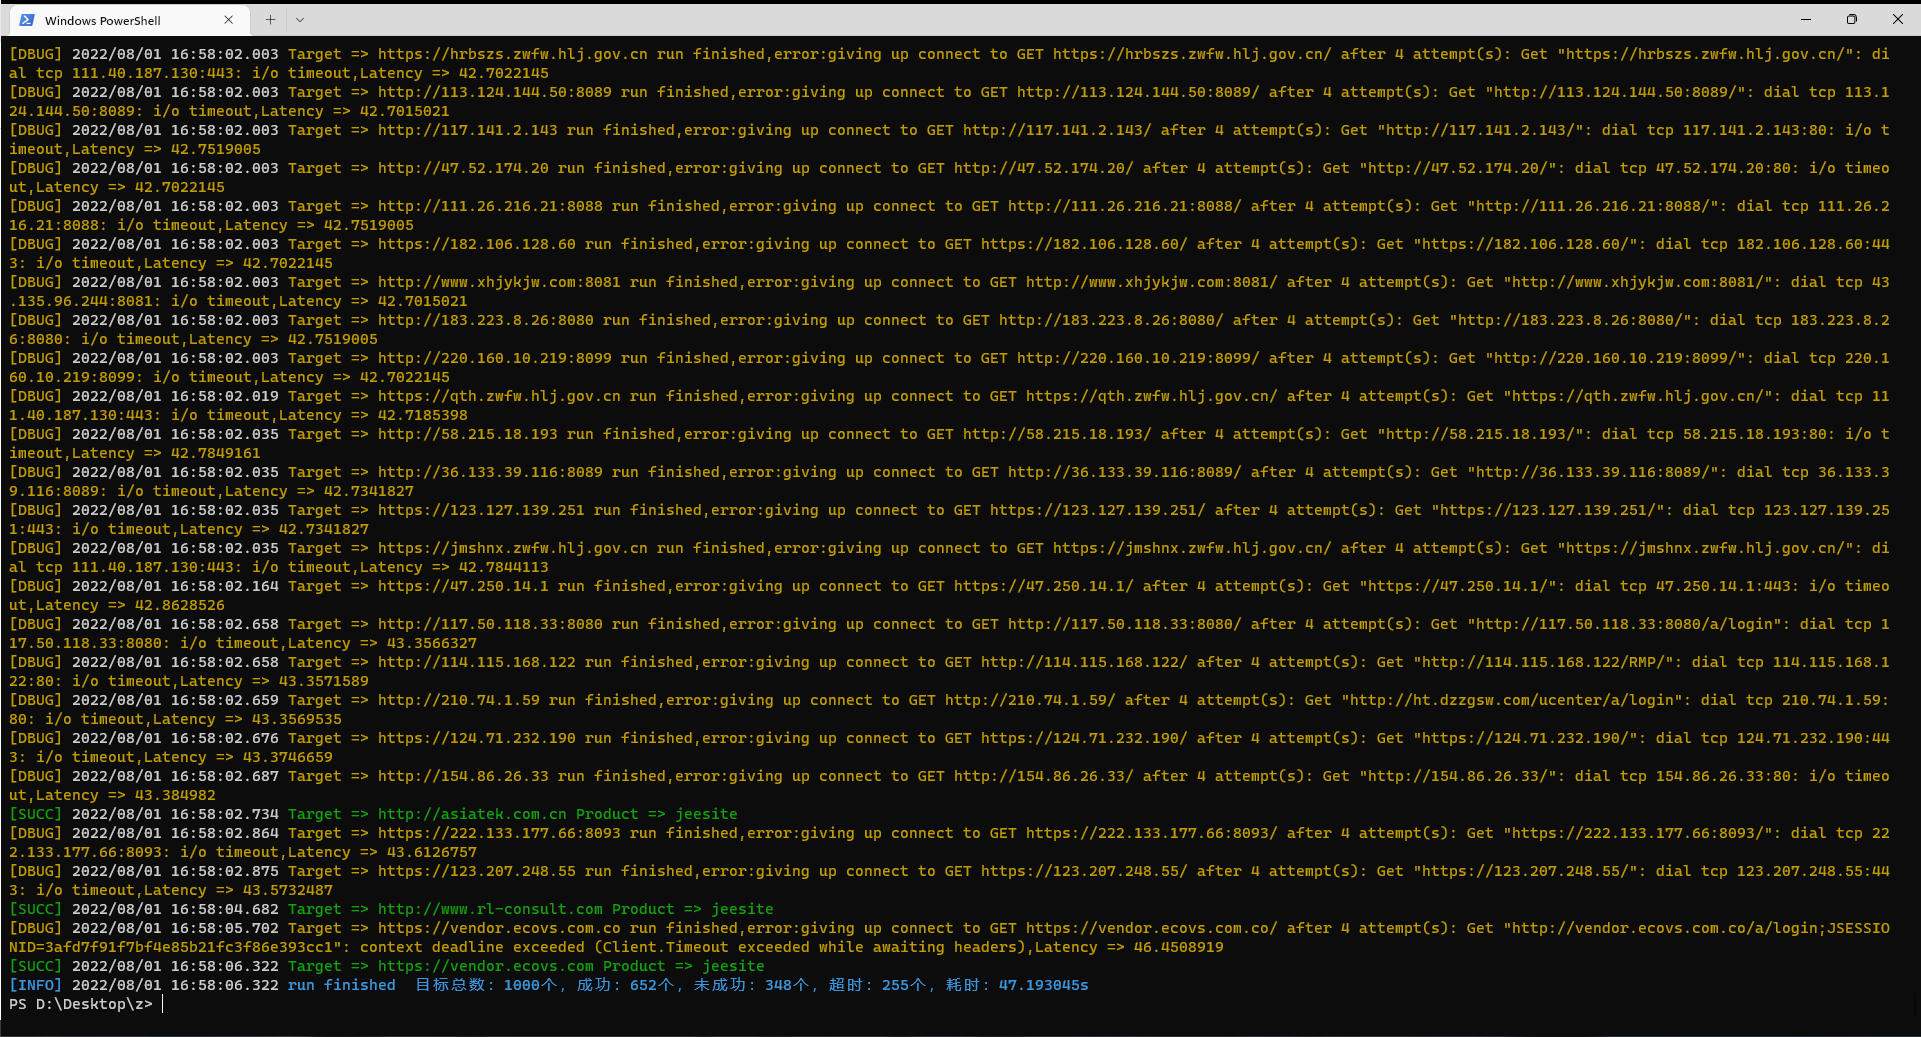 Windows PowerShell
[DBUG] 2022/08/01 16:58:02.003 Target => https://hrbszs.zwfw.hlj.gov.cn run finished,error:giving up connect to GET https://hrbszs.zwfw.hlj.gov.cn/ after 4 attempt(s): Get "https://hrbszs.zwfw.hlj.gov.cn/": di
al tcp 111.40.187.130:443: i/o timeout,Latency => 42.7022145
[DBUG] 2022/08/01 16:58:02.003 Target => http://113.124.144.50:8089 run finished,error:giving up connect to GET http://113.124.144.50:8089/ after 4 attempt(s): Get "http://113.124.144.50:8089/": dial tcp 113.1
24.144.50:8089: i/o timeout,Latency => 42.7015021
[DBUG] 2022/08/01 16:58:02.003 Target => http://117.141.2.143 run finished,error:giving up connect to GET http://117.141.2.143/ after 4 attempt(s): Get "http://117.141.2.143/": dial tcp 117.141.2.143:80: i/o t
imeout,Latency => 42.7519005
[DBUG] 2022/08/01 16:58:02.003 Target => http://47.52.174.20 run finished,error:giving up connect to GET http://47.52.174.20/ after 4 attempt(s): Get "http://47.52.174.20/": dial tcp 47.52.174.20:80: i/o timeo
ut,Latency => 42.7022145
[DBUG] 2022/08/01 16:58:02.003 Target => http://111.26.216.21:8088 run finished,error:giving up connect to GET http://111.26.216.21:8088/ after 4 attempt(s): Get "http://111.26.216.21:8088/": dial tcp 111.26.2
16.21:8088: i/o timeout,Latency => 42.7519005
[DBUG] 2022/08/01 16:58:02.003 Target => https://182.106.128.60 run finished,error:giving up connect to GET https://182.106.128.60/ after 4 attempt(s): Get "https://182.106.128.60/": dial tcp 182.106.128.60:44
3: i/o timeout,Latency => 42.7022145
[DBUG] 2022/08/01 16:58:02.003 Target => http://www.xhjykjw.com:8081 run finished,error:giving up connect to GET http://www.xhjykjw.com:8081/ after 4 attempt(s): Get "http://www.xhjykjw.com:8081/": dial tcp 43
.135.96.244:8081: i/o timeout,Latency => 42.7015021
[DBUG] 2022/08/01 16:58:02.003 Target => http://183.223.8.26:8080 run finished,error:giving up connect to GET http://183.223.8.26:8080/ after 4 attempt(s): Get "http://183.223.8.26:8080/": dial tcp 183.223.8.2
6:8080: i/o timeout,Latency => 42.7519005
[DBUG] 2022/08/01 16:58:02.003 Target => http://220.160.10.219:8099 run finished,error:giving up connect to GET http://220.160.10.219:8099/ after 4 attempt(s): Get "http://220.160.10.219:8099/": dial tcp 220.1
60.10.219:8099: i/o timeout,Latency => 42.7022145
[DBUG] 2022/08/01 16:58:02.019 Target => https://qth.zwfw.hlj.gov.cn run finished,error:giving up connect to GET https://qth.zwfw.hlj.gov.cn/ after 4 attempt(s): Get "https://qth.zwfw.hlj.gov.cn/": dial tcp 11
1.40.187.130:443: i/o timeout,Latency => 42.7185398
[DBUG] 2022/08/01 16:58:02.035 Target => http://58.215.18.193 run finished,error:giving up connect to GET http://58.215.18.193/ after 4 attempt(s): Get "http://58.215.18.193/": dial tcp 58.215.18.193:80: i/o t
imeout,Latency => 42.7849161
[DBUG] 2022/08/01 16:58:02.035 Target => http://36.133.39.116:8089 run finished,error:giving up connect to GET http://36.133.39.116:8089/ after 4 attempt(s): Get "http://36.133.39.116:8089/": dial tcp 36.133.3
9.116:8089: i/o timeout,Latency => 42.7341827
[DBUG] 2022/08/01 16:58:02.035 Target => https://123.127.139.251 run finished,error:giving up connect to GET https://123.127.139.251/ after 4 attempt(s): Get "https://123.127.139.251/": dial tcp 123.127.139.25
1:443: i/o timeout,Latency => 42.7341827
[DBUG] 2022/08/01 16:58:02.035 Target => https://jmshnx.zwfw.hlj.gov.cn run finished,error:giving up connect to GET https://jmshnx.zwfw.hlj.gov.cn/ after 4 attempt(s): Get "https://jmshnx.zwfw.hlj.gov.cn/": di
al tcp 111.40.187.130:443: i/o timeout,Latency => 42.7844113
[DBUG] 2022/08/01 16:58:02.164 Target => https://47.250.14.1 run finished,error:giving up connect to GET https://47.250.14.1/ after 4 attempt(s): Get "https://47.250.14.1/": dial tcp 47.250.14.1:443: i/o timeo
ut,Latency => 42.8628526
[DBUG] 2022/08/01 16:58:02.658 Target => http://117.50.118.33:8080 run finished,error:giving up connect to GET http://117.50.118.33:8080/ after 4 attempt(s): Get "http://117.50.118.33:8080/a/login": dial tcp 1
17.50.118.33:8080: i/o timeout,Latency => 43.3566327
[DBUG] 2022/08/01 16:58:02.658 Target => http://114.115.168.122 run finished,error:giving up connect to GET http://114.115.168.122/ after 4 attempt(s): Get "http://114.115.168.122/RMP/": dial tcp 114.115.168.1
22:80: i/o timeout,Latency => 43.3571589
[DBUG] 2022/08/01 16:58:02.659 Target => http://210.74.1.59 run finished,error:giving up connect to GET http://210.74.1.59/ after 4 attempt(s): Get "http://ht.dzzgsw.com/ucenter/a/login": dial tcp 210.74.1.59:
80: i/o timeout,Latency => 43.3569535
[DBUG] 2022/08/01 16:58:02.676 Target => https://124.71.232.190 run finished,error:giving up connect to GET https://124.71.232.190/ after 4 attempt(s): Get "https://124.71.232.190/": dial tcp 124.71.232.190:44
3: i/o timeout,Latency => 43.3746659
[DBUG] 2022/08/01 16:58:02.687 Target => http://154.86.26.33 run finished,error:giving up connect to GET http://154.86.26.33/ after 4 attempt(s): Get "http://154.86.26.33/": dial tcp 154.86.26.33:80: i/o timeo
ut,Latency => 43.384982
[SUCC] 2022/08/01 16:58:02.734 Target => http://asiatek.com.cn Product => jeesite
[DBUG] 2022/08/01 16:58:02.864 Target => https://222.133.177.66:8093 run finished,error:giving up connect to GET https://222.133.177.66:8093/ after 4 attempt(s): Get "https://222.133.177.66:8093/": dial tcp 22
2.133.177.66:8093: i/o timeout,Latency => 43.6126757
[DBUG] 2022/08/01 16:58:02.875 Target => https://123.207.248.55 run finished,error:giving up connect to GET https://123.207.248.55/ after 4 attempt(s): Get "https://123.207.248.55/": dial tcp 123.207.248.55:44
3: i/o timeout,Latency => 43.5732487
[SUCC] 2022/08/01 16:58:04.682 Target => http://www.rl-consult.com Product => jeesite
[DBUG] 2022/08/01 16:58:05.702 Target => https://vendor.ecovs.com.co run finished,error:giving up connect to GET https://vendor.ecovs.com.co/ after 4 attempt(s): Get "http://vendor.ecovs.com.co/a/login;JSESSIO
NID=3afd7f91f7bf4e85b21fc3f86e393cc1": context deadline exceeded (Client.Timeout exceeded while awaiting headers),Latency => 46.4508919
[SUCC] 2022/08/01 16:58:06.322 Target => https://vendor.ecovs.com Product => jeesite
[INFO] 2022/08/01 16:58:06.322 run finished  目标总数: 1000个, 成功: 652个, 未成功: 348个, 超时: 255个, 耗时: 47.193045s
PS D:\Desktop\z>